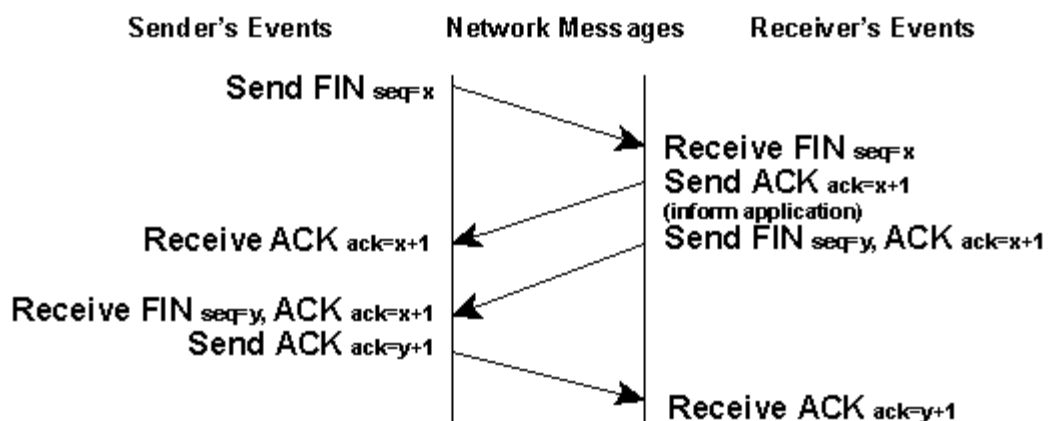 Sender's Events Network Messages Receiver's Events
Send FIN seq=x
Receive FIN seq=x
Send ACK ack=x+1
(inform application)
Receive ACK ack=x+1
Send FIN seq=y, ACK ack=x+1
Receive FIN seq=y, ACK ack=x+1
Send ACK ack=y+1
Receive ACK ack=y+1